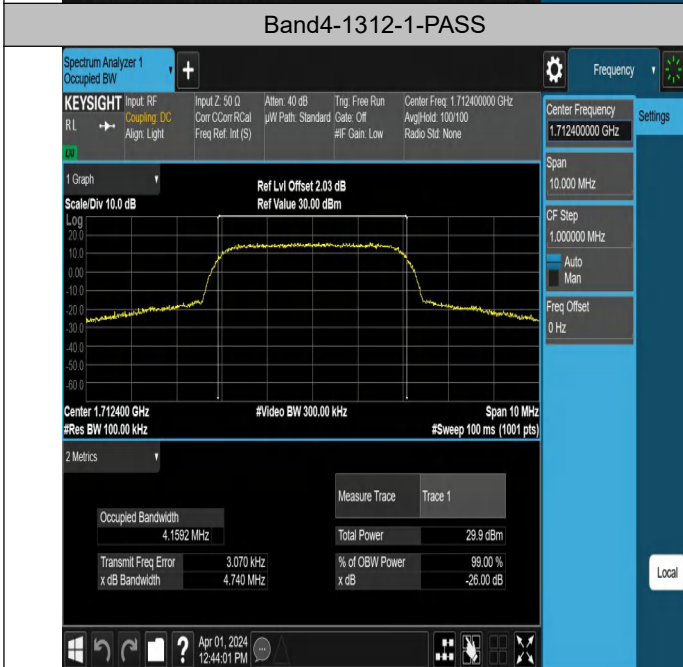 Band4-1312-1-PASS
Spectrum Analyzer 1
Occupied BW
+
Frequency
KEYSIGHT
RL
LXI
Input: RF
Coupling: DC
Align: Light
Input Z: 50 Ω
Corr CCorr RCal
Freq Ref: Int (S)
Atten: 40 dB
µW Path: Standard
Trig: Free Run
Gate: Off
#IF Gain: Low
Center Freq: 1.712400000 GHz
Avg|Hold: 100/100
Radio Std: None
Center Frequency
1.712400000 GHz
Settings
Span
10.000 MHz
CF Step
1.000000 MHz
Auto
Man
Freq Offset
0 Hz
1 Graph
Ref Lvl Offset 2.03 dB
Scale/Div 10.0 dB
Ref Value 30.00 dBm
Log
20.0
10.0
0.00
-10.0
-20.0
-30.0
-40.0
-50.0
-60.0
Center 1.712400 GHz
#Video BW 300.00 kHz
Span 10 MHz
#Res BW 100.00 kHz
#Sweep 100 ms (1001 pts)
2 Metrics
Measure Trace
Trace 1
Occupied Bandwidth
4.1592 MHz
Total Power
29.9 dBm
Transmit Freq Error
3.070 kHz
% of OBW Power
99.00 %
x dB Bandwidth
4.740 MHz
x dB
-26.00 dB
Local
?
Apr 01, 2024
12:44:01 PM